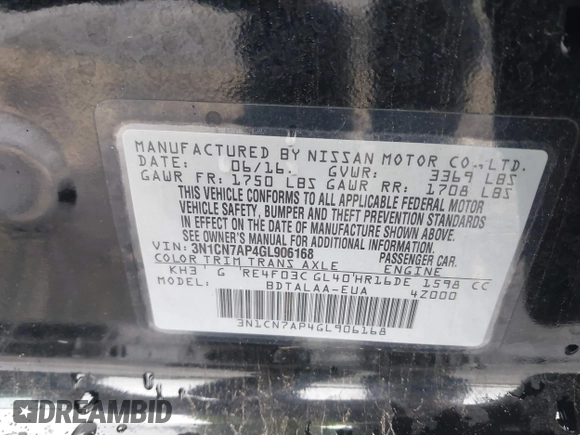 MANUFACTURED BY NISSAN MOTOR CO., LTD.
DATE: 06/16 GVWR: 3369 LBS
GAWR FR: 1750 LBS GAWR RR: 1708 LBS
THIS VEHICLE CONFORMS TO ALL APPLICABLE FEDERAL MOTOR
VEHICLE SAFETY, BUMPER AND THEFT PREVENTION STANDARDS
IN EFFECT ON THE DATE OF MANUFACTURE SHOWN ABOVE.
SEE OWNER'S MANUAL FOR ADDITIONAL INFORMATION.
VIN: 3N1CN7AP4GL906168 PASSENGER CAR
COLOR TRIM TRANS AXLE ENGINE
KH3 G RE4F03C GL40 HR16DE 1598 CC
BDTALAA-EUA 4Z000
3N1CN7AP4GL906168
DREAMBID